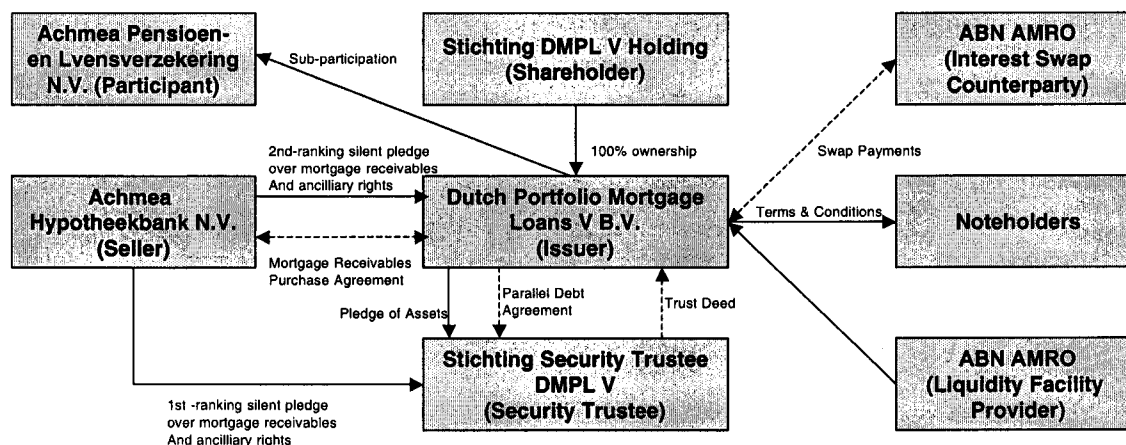 Achmea Pensioen-
en Lvensverzekering
N.V. (Participant)
Sub-participation
Stichting DMPL V Holding
(Shareholder)
ABN AMRO
(Interest Swap
Counterparty)
100% ownership
Swap Payments
2nd-ranking silent pledge
over mortgage receivables
And ancilliary rights
Achmea
Hypotheekbank N.V.
(Seller)
Dutch Portfolio Mortgage
Loans V B.V.
(Issuer)
Terms & Conditions
Noteholders
Mortgage Receivables
Purchase Agreement
Pledge of Assets
Parallel Debt
Agreement
Trust Deed
Stichting Security Trustee
DMPL V
(Security Trustee)
ABN AMRO
(Liquidity Facility
Provider)
1st -ranking silent pledge
over mortgage receivables
And ancilliary rights